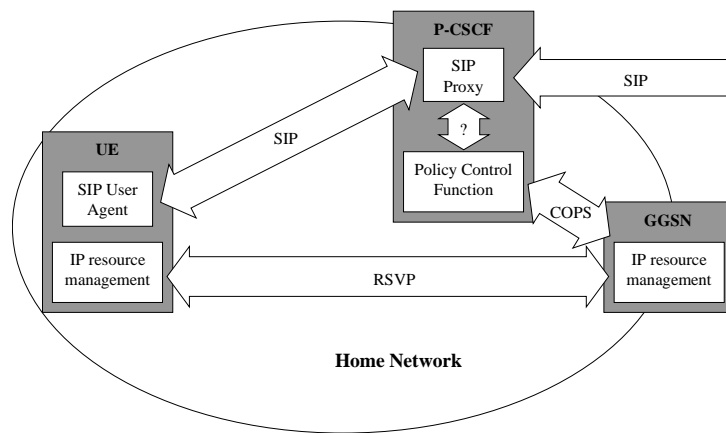 P-CSCF
SIP
Proxy
SIP
?
SIP
UE
Policy Control
Function
SIP User
Agent
COPS
GGSN
IP resource
management
RSVP
IP resource
management
Home Network